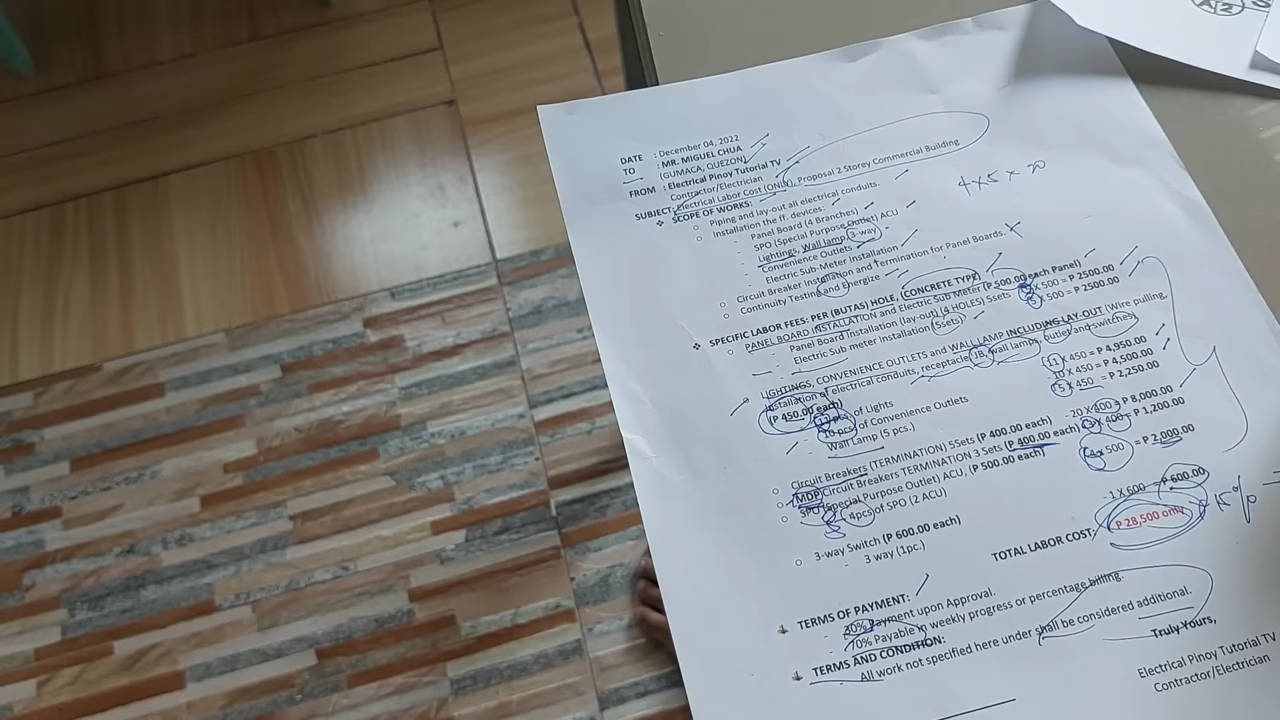 DATE : December 04, 2022
TO : MR. MIGUEL CHUA
(GUMACA, QUEZON)
FROM : Electrical Pinoy Tutorial TV
Contractor/Electrician
SUBJECT: Electrical Labor Cost (ONLY), Proposal 2 Storey Commercial Building
4 X 5 X 20
SCOPE OF WORKS:
Piping and lay-out all electrical conduits.
Installation the ff. devices:
- Panel Board (4 Branches)
- SPO (Special Purpose Outlet) ACU
- Lightings, Wall lamp, 3-way
- Convenience Outlets
- Electric Sub-Meter Installation
Circuit Breaker Installation and Termination for Panel Boards.
Continuity Testing and Energize
SPECIFIC LABOR FEES: PER (BUTAS) HOLE, (CONCRETE TYPE)
PANEL BOARD INSTALLATION and Electric Sub Meter (P 500.00 each Panel)
- Panel Board Installation (lay-out) (4 HOLES) 5sets X 500 = P 2500.00
- Electric Sub meter Installation (5sets) X 500 = P 2500.00
LIGHTINGS, CONVENIENCE OUTLETS and WALL LAMP INCLUDING LAY-OUT (Wire pulling,
Installation of electrical conduits, receptacle, JB, wall lamps, outlet and switches)
(P 450.00 each)
11 pcs of Lights 11 X 450 = P 4,950.00
10 pcs of Convenience Outlets 10 X 450 = P 4,500.00
Wall Lamp (5 pcs.) 5 X 450 = P 2,250.00
Circuit Breakers (TERMINATION) 5Sets (P 400.00 each) -20 X 400 = P 8,000.00
MDP (Circuit Breakers TERMINATION 3 Sets (P 400.00 each) X 400 = P 1,200.00
SPO (Special Purpose Outlet) ACU, (P 500.00 each) 4 x 500 = P 2,000.00
4pcs of SPO (2 ACU)
3-way Switch (P 600.00 each)
- 3 way (1pc.) -1 X 600 = P 600.00
TOTAL LABOR COST: P 28,500 only 15%
TERMS OF PAYMENT:
- 30% Payment upon Approval.
- 70% Payable in weekly progress or percentage billing.
TERMS AND CONDITION:
- All work not specified here under shall be considered additional.
Truly Yours,
Electrical Pinoy Tutorial TV
Contractor/Electrician